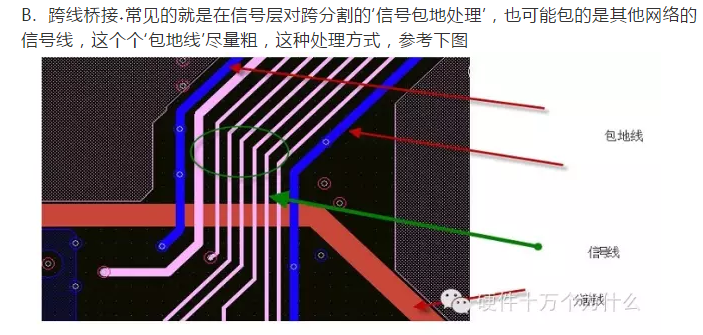 B. 跨线桥接.常见的就是在信号层对跨分割的‘信号包地处理’，也可能包的是其他网络的
信号线，这个个‘包地线’尽量粗，这种处理方式，参考下图
包地线
信号线
分割线
硬件十万个为什么